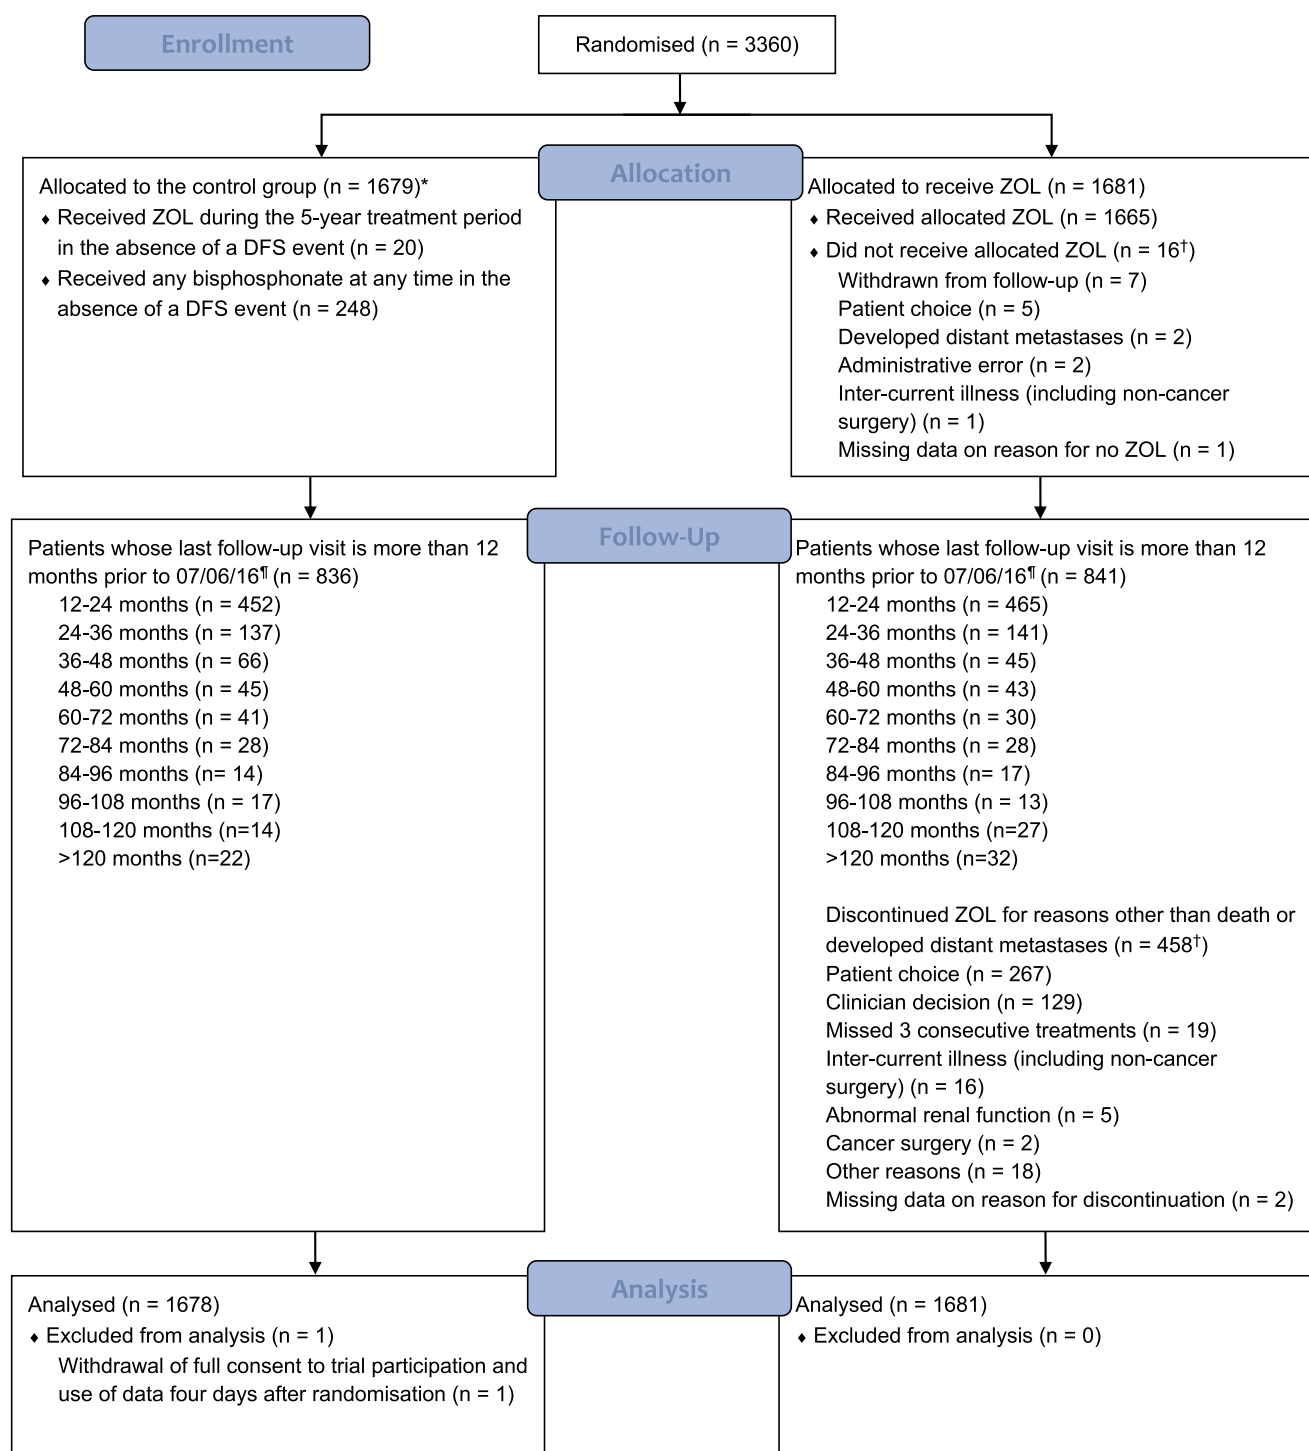 Enrollment
Randomised (n = 3360)
Allocation
Allocated to the control group (n = 1679)*
♦ Received ZOL during the 5-year treatment period
in the absence of a DFS event (n = 20)
♦ Received any bisphosphonate at any time in the
absence of a DFS event (n = 248)
Allocated to receive ZOL (n = 1681)
♦ Received allocated ZOL (n = 1665)
♦ Did not receive allocated ZOL (n = 16†)
Withdrawn from follow-up (n = 7)
Patient choice (n = 5)
Developed distant metastases (n = 2)
Administrative error (n = 2)
Inter-current illness (including non-cancer
surgery) (n = 1)
Missing data on reason for no ZOL (n = 1)
Follow-Up
Patients whose last follow-up visit is more than 12
months prior to 07/06/16¶ (n = 836)
12-24 months (n = 452)
24-36 months (n = 137)
36-48 months (n = 66)
48-60 months (n = 45)
60-72 months (n = 41)
72-84 months (n = 28)
84-96 months (n= 14)
96-108 months (n = 17)
108-120 months (n=14)
>120 months (n=22)
Patients whose last follow-up visit is more than 12
months prior to 07/06/16¶ (n = 841)
12-24 months (n = 465)
24-36 months (n = 141)
36-48 months (n = 45)
48-60 months (n = 43)
60-72 months (n = 30)
72-84 months (n = 28)
84-96 months (n= 17)
96-108 months (n = 13)
108-120 months (n=27)
>120 months (n=32)
Discontinued ZOL for reasons other than death or
developed distant metastases (n = 458†)
Patient choice (n = 267)
Clinician decision (n = 129)
Missed 3 consecutive treatments (n = 19)
Inter-current illness (including non-cancer
surgery) (n = 16)
Abnormal renal function (n = 5)
Cancer surgery (n = 2)
Other reasons (n = 18)
Missing data on reason for discontinuation (n = 2)
Analysis
Analysed (n = 1678)
♦ Excluded from analysis (n = 1)
Withdrawal of full consent to trial participation and
use of data four days after randomisation (n = 1)
Analysed (n = 1681)
♦ Excluded from analysis (n = 0)